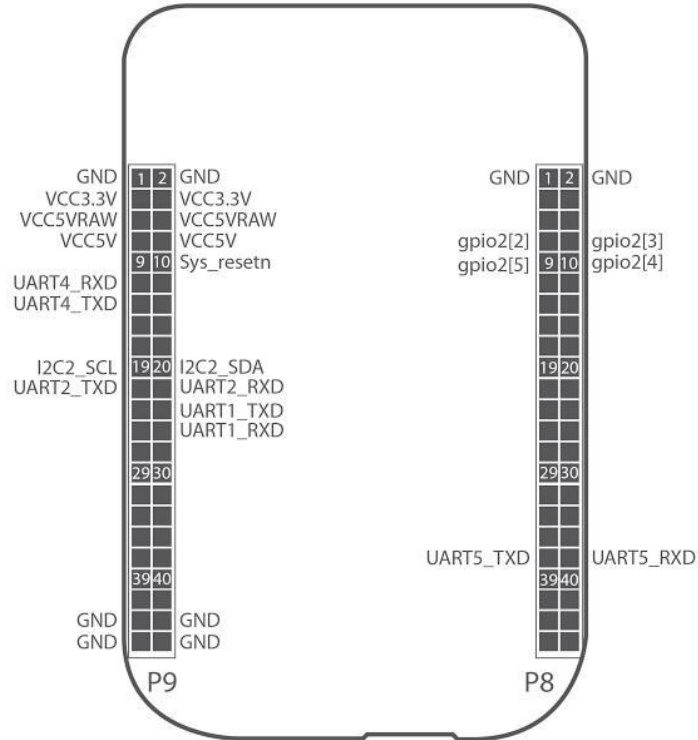 GND 1 2 GND GND 1 2 GND
VCC3.3V VCC3.3V
VCC5VRAW VCC5VRAW
VCC5V VCC5V gpio2[2] gpio2[3]
9 10 Sys_resetn gpio2[5] 9 10 gpio2[4]
UART4_RXD
UART4_TXD
I2C2_SCL 19 20 I2C2_SDA 19 20
UART2_TXD UART2_RXD
UART1_TXD
UART1_RXD
29 30 29 30
UART5_TXD UART5_RXD
39 40 39 40
GND GND
GND GND
P9 P8